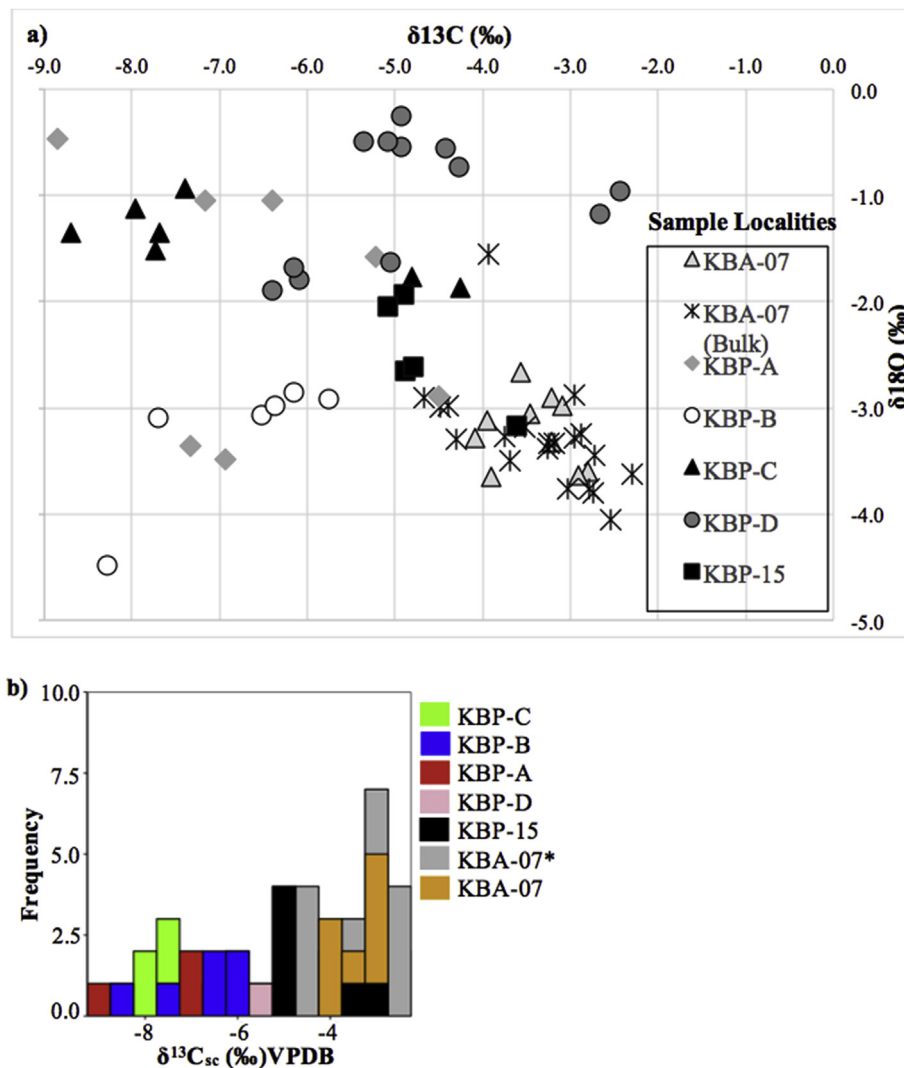 a)
δ13C (‰)
-9.0 -8.0 -7.0 -6.0 -5.0 -4.0 -3.0 -2.0 -1.0 0.0
0.0
-1.0
-2.0
-3.0
-4.0
-5.0
δ18O (‰)
Sample Localities
KBA-07
KBA-07
(Bulk)
KBP-A
KBP-B
KBP-C
KBP-D
KBP-15
b)
10.0
7.5
5.0
2.5
0.0
Frequency
-8 -6 -4
δ¹³Csc (‰)VPDB
KBP-C
KBP-B
KBP-A
KBP-D
KBP-15
KBA-07*
KBA-07